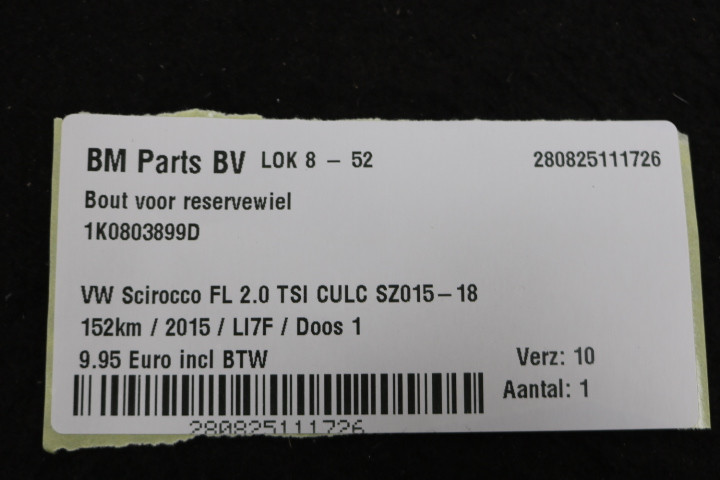 BM Parts BV LOK 8 – 52 280825111726
Bout voor reservewiel
1K0803899D
VW Scirocco FL 2.0 TSI CULC SZ015–18
152km / 2015 / LI7F / Doos 1
9.95 Euro incl BTW Verz: 10
Aantal: 1
280825111726